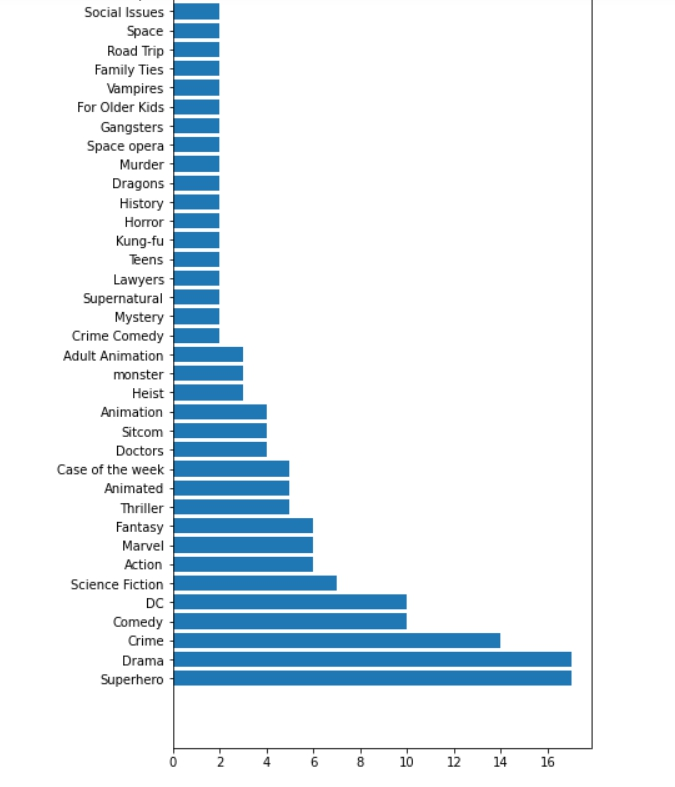 Social Issues
Space
Road Trip
Family Ties
Vampires
For Older Kids
Gangsters
Space opera
Murder
Dragons
History
Horror
Kung-fu
Teens
Lawyers
Supernatural
Mystery
Crime Comedy
Adult Animation
monster
Heist
Animation
Sitcom
Doctors
Case of the week
Animated
Thriller
Fantasy
Marvel
Action
Science Fiction
DC
Comedy
Crime
Drama
Superhero
0 2 4 6 8 10 12 14 16